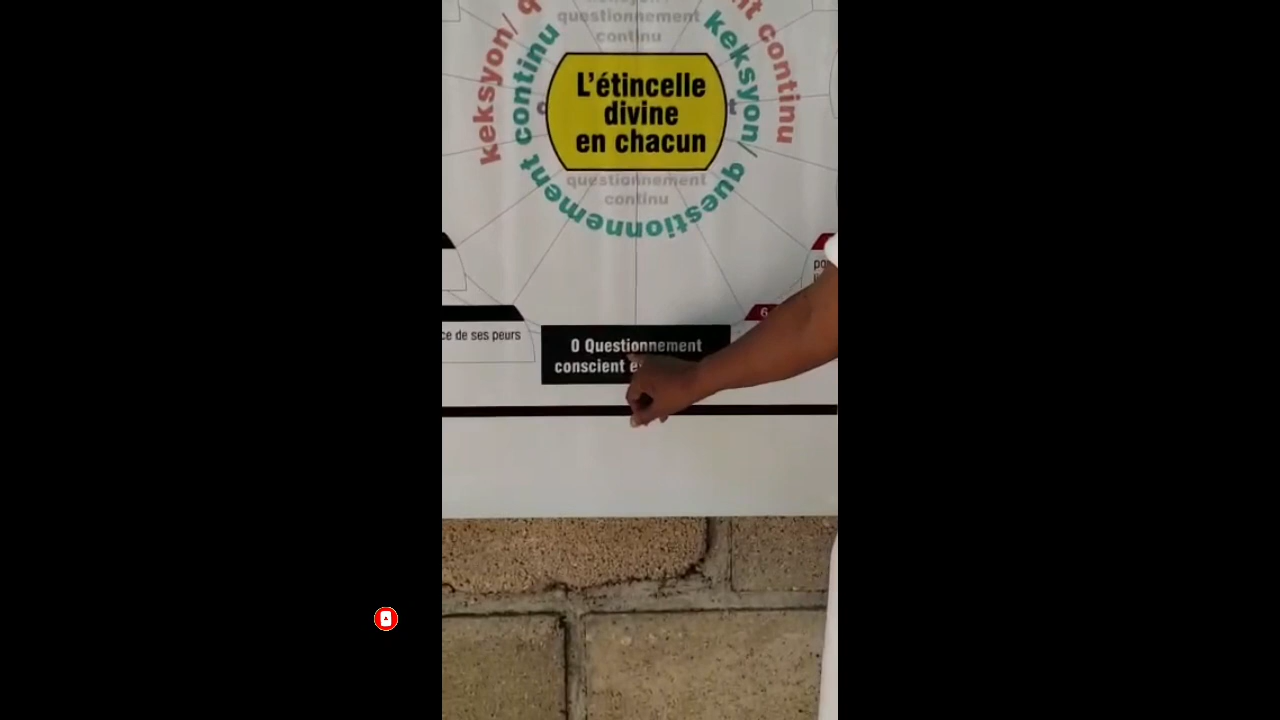 questionnement
continu
keksyon/
continu
keksyon/ questionnement continu
L'étincelle
divine
en chacun
questionnement
continu
6
de ses peurs
0 Questionnement
conscient